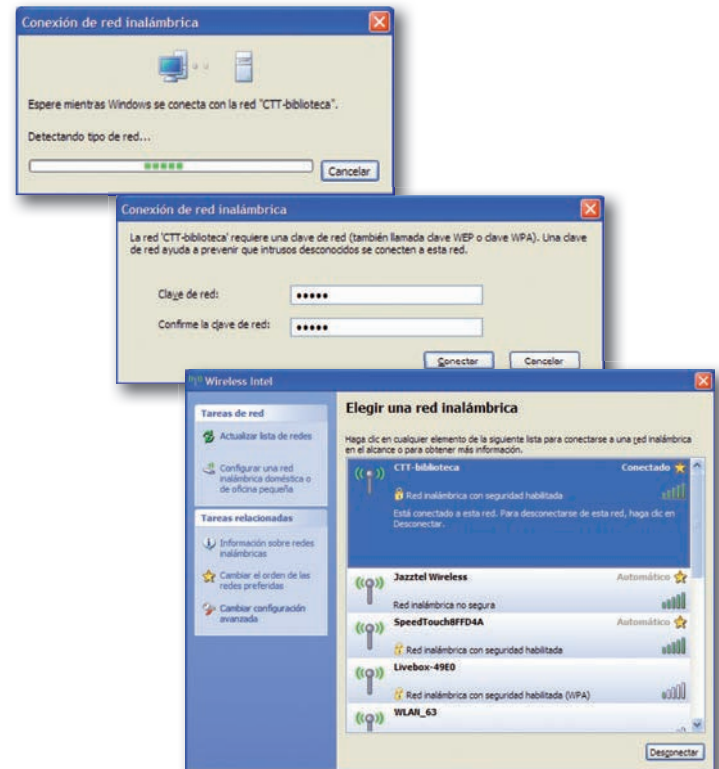 Conexión de red inalámbrica
Espere mientras Windows se conecta con la red "CTT-biblioteca".
Detectando tipo de red...
Cancelar
Conexión de red inalámbrica
La red 'CTT-biblioteca' requiere una clave de red (también llamada clave WEP o clave WPA). Una clave
de red ayuda a prevenir que intrusos desconocidos se conecten a esta red.
Clave de red:
Confirme la clave de red:
Conectar
Cancelar
Wireless Intel
Tareas de red
Actualizar lista de redes
Configurar una red
inalámbrica doméstica o
de oficina pequeña
Tareas relacionadas
Información sobre redes
inalámbricas
Cambiar el orden de las
redes preferidas
Cambiar configuración
avanzada
Elegir una red inalámbrica
Haga clic en cualquier elemento de la siguiente lista para conectarse a una red inalámbrica
en el alcance o para obtener más información.
CTT-biblioteca Conectado
Red inalámbrica con seguridad habilitada
Está conectado a esta red. Para desconectarse de esta red, haga clic en
Desconectar.
Jazztel Wireless Automático
Red inalámbrica no segura
SpeedTouch8FFD4A Automático
Red inalámbrica con seguridad habilitada
Livebox-49E0
Red inalámbrica con seguridad habilitada (WPA)
WLAN_63
Desconectar